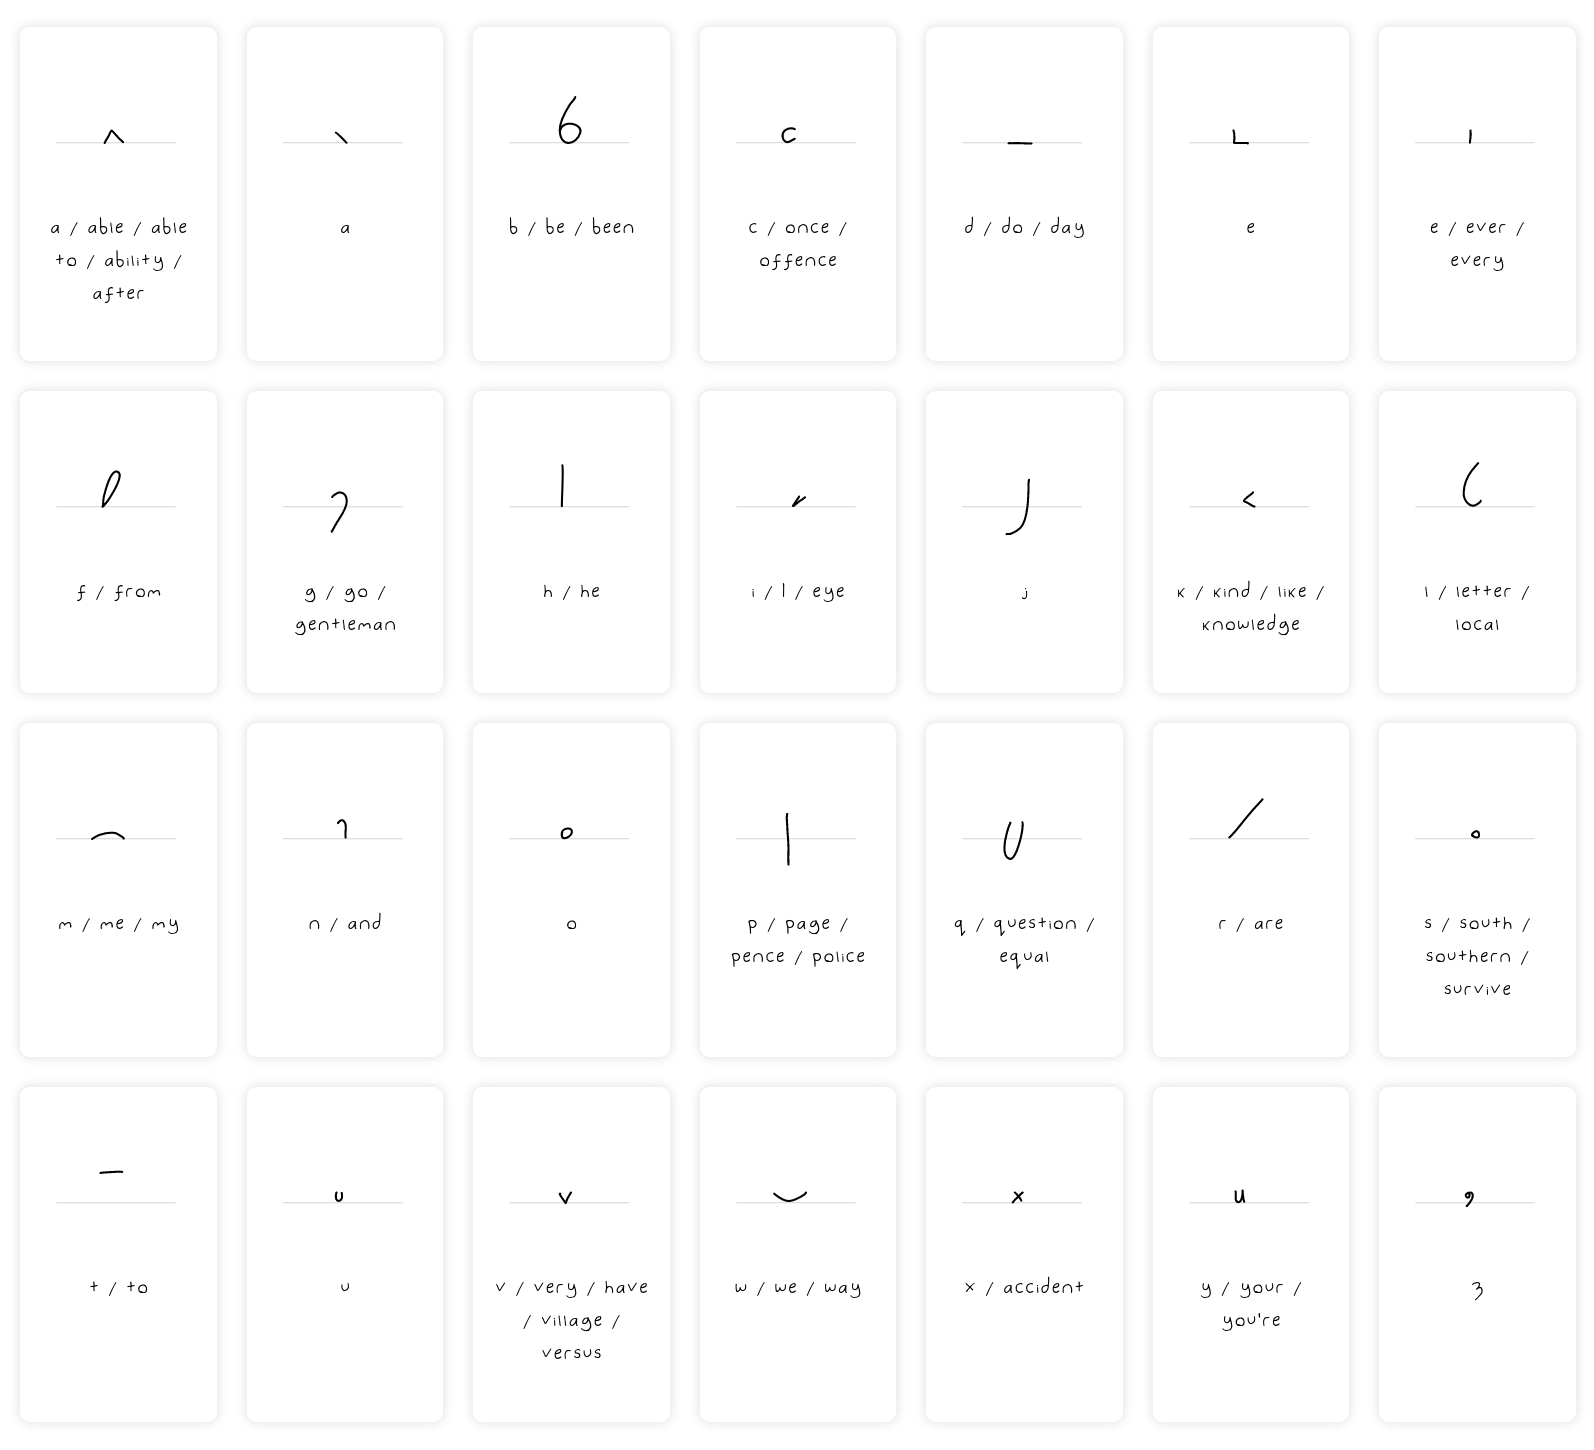 a / able / able
to / ability /
after
a
b / be / been
c / once /
offence
d / do / day
e
e / ever /
every
f / from
g / go /
gentleman
h / he
i / I / eye
j
k / kind / like /
knowledge
l / letter /
local
m / me / my
n / and
o
p / page /
pence / police
q / question /
equal
r / are
s / south /
southern /
survive
t / to
u
v / very / have
/ village /
versus
w / we / way
x / accident
y / your /
you're
z